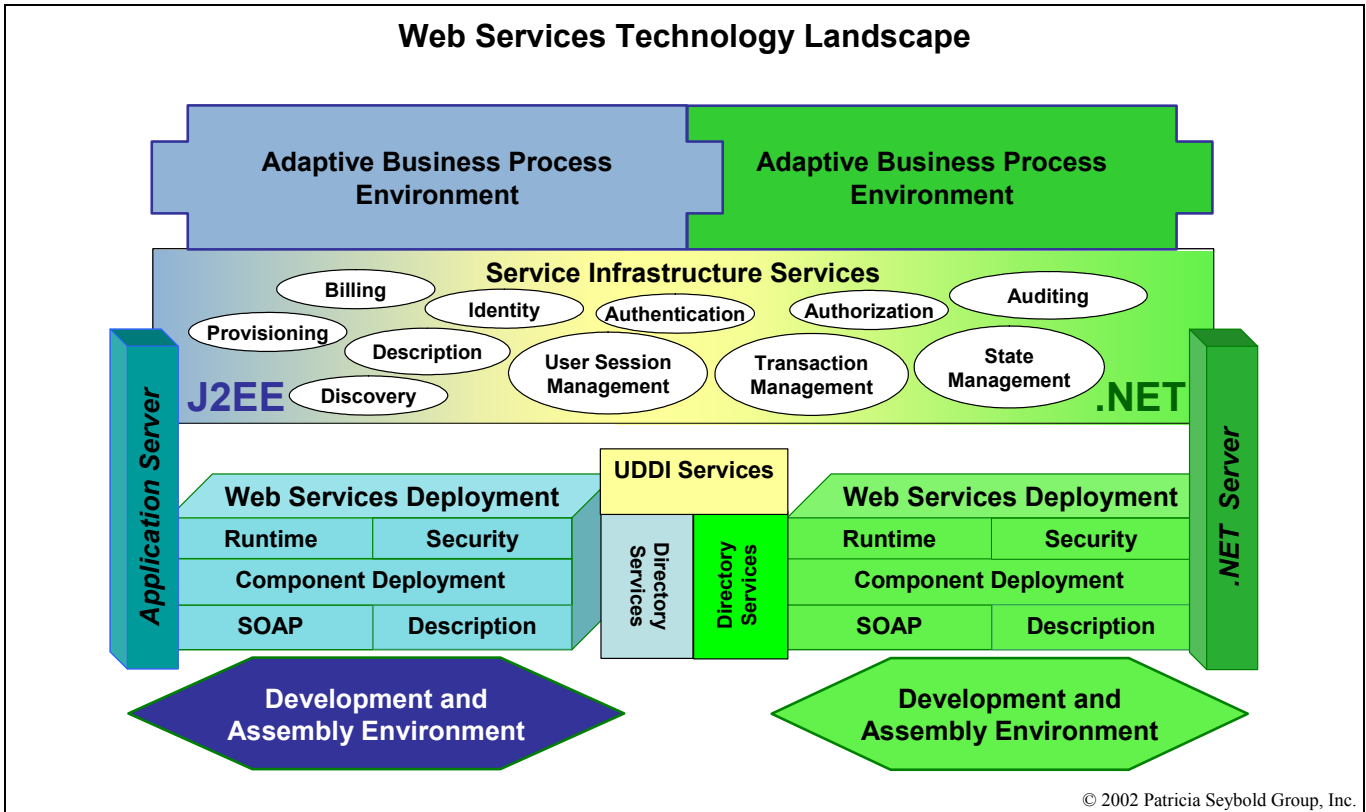 Web Services Technology Landscape
Adaptive Business Process
Environment
Adaptive Business Process
Environment
Service Infrastructure Services
Billing
Identity
Authentication
Authorization
Auditing
Provisioning
Description
User Session
Management
Transaction
Management
State
Management
Discovery
J2EE
.NET
Application Server
.NET Server
Web Services Deployment
Runtime
Security
Component Deployment
SOAP
Description
UDDI Services
Directory
Services
Directory
Services
Web Services Deployment
Runtime
Security
Component Deployment
SOAP
Description
Development and
Assembly Environment
Development and
Assembly Environment
© 2002 Patricia Seybold Group, Inc.